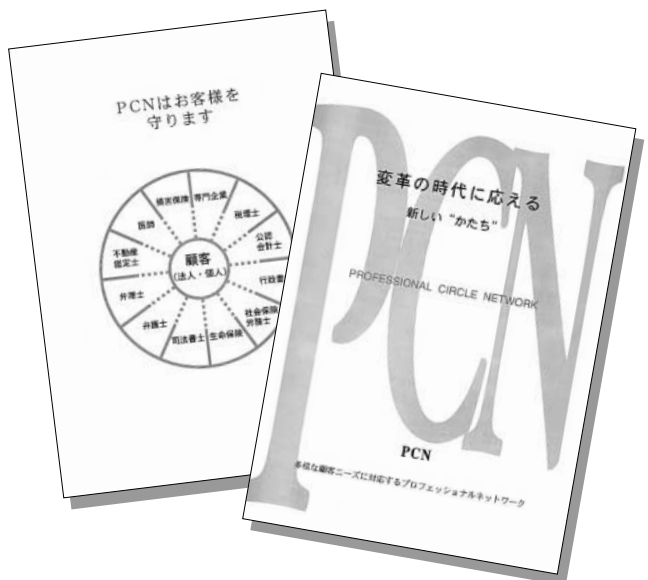 PCNはお客様を
守ります
損害保険
専門企業
税理士
公認
会計士
行政書
社会保険
労務士
生命保険
司法書士
弁護士
弁理士
不動産
鑑定士
医師
顧客
(法人・個人)
PCN
変革の時代に応える
新しい“かたち”
PROFESSIONAL CIRCLE NETWORK
PCN
多様な顧客ニーズに対応するプロフェッショナルネットワーク